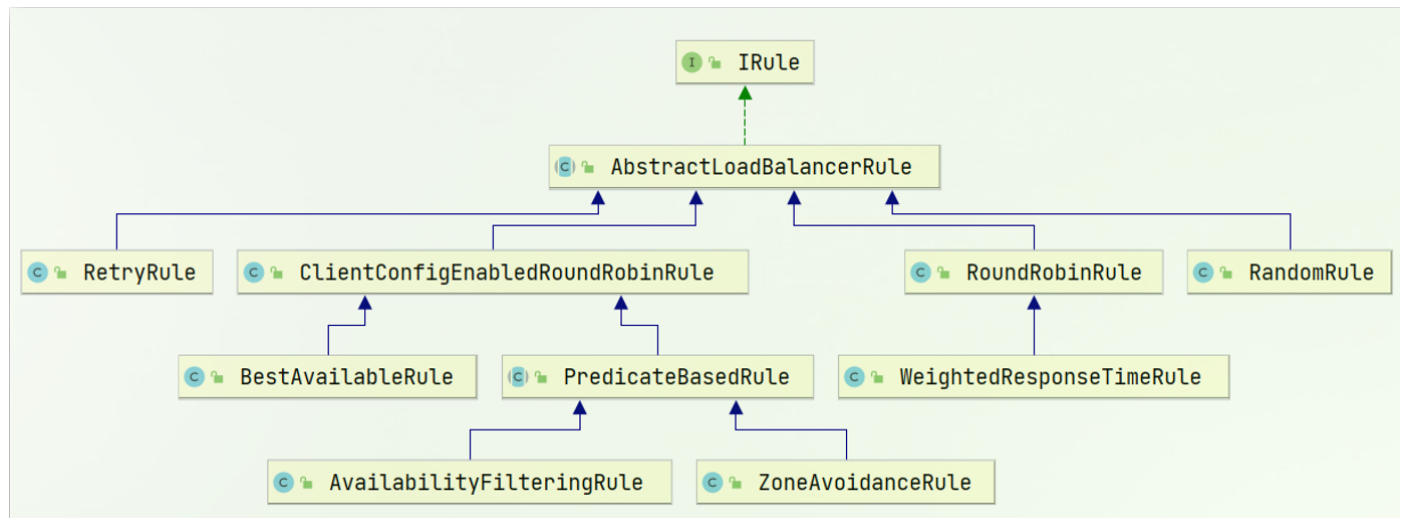 I IRule
C AbstractLoadBalancerRule
C RetryRule
C ClientConfigEnabledRoundRobinRule
C RoundRobinRule
C RandomRule
C BestAvailableRule
C PredicateBasedRule
C WeightedResponseTimeRule
C AvailabilityFilteringRule
C ZoneAvoidanceRule